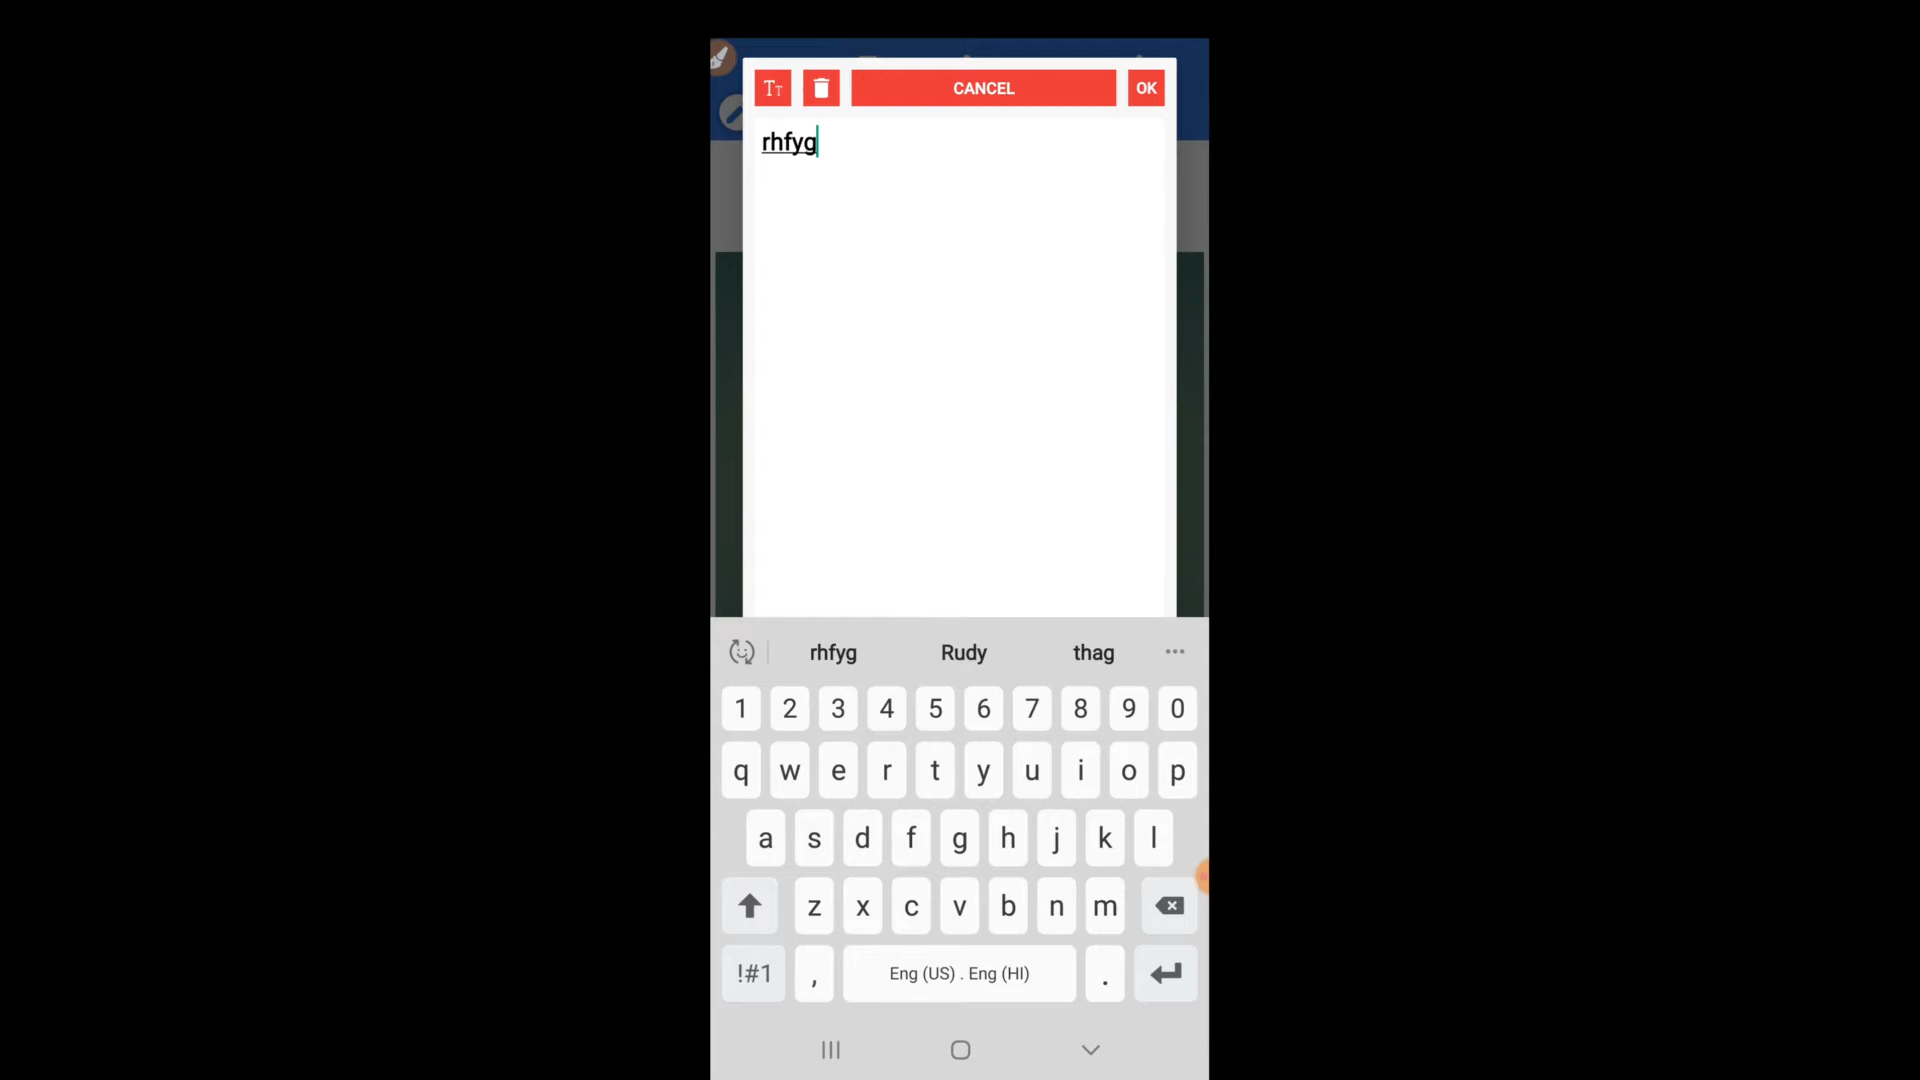 TT
CANCEL
OK
rhfyg
rhfyg Rudy thag ...
1 2 3 4 5 6 7 8 9 0
q w e r t y u i o p
a s d f g h j k l
z x c v b n m
!#1 , Eng (US) . Eng (HI) .